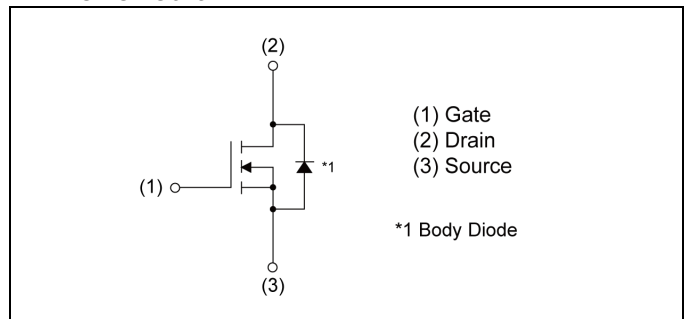 (2)
(1) Gate
(2) Drain
(3) Source
*1
(1)
*1 Body Diode
(3)